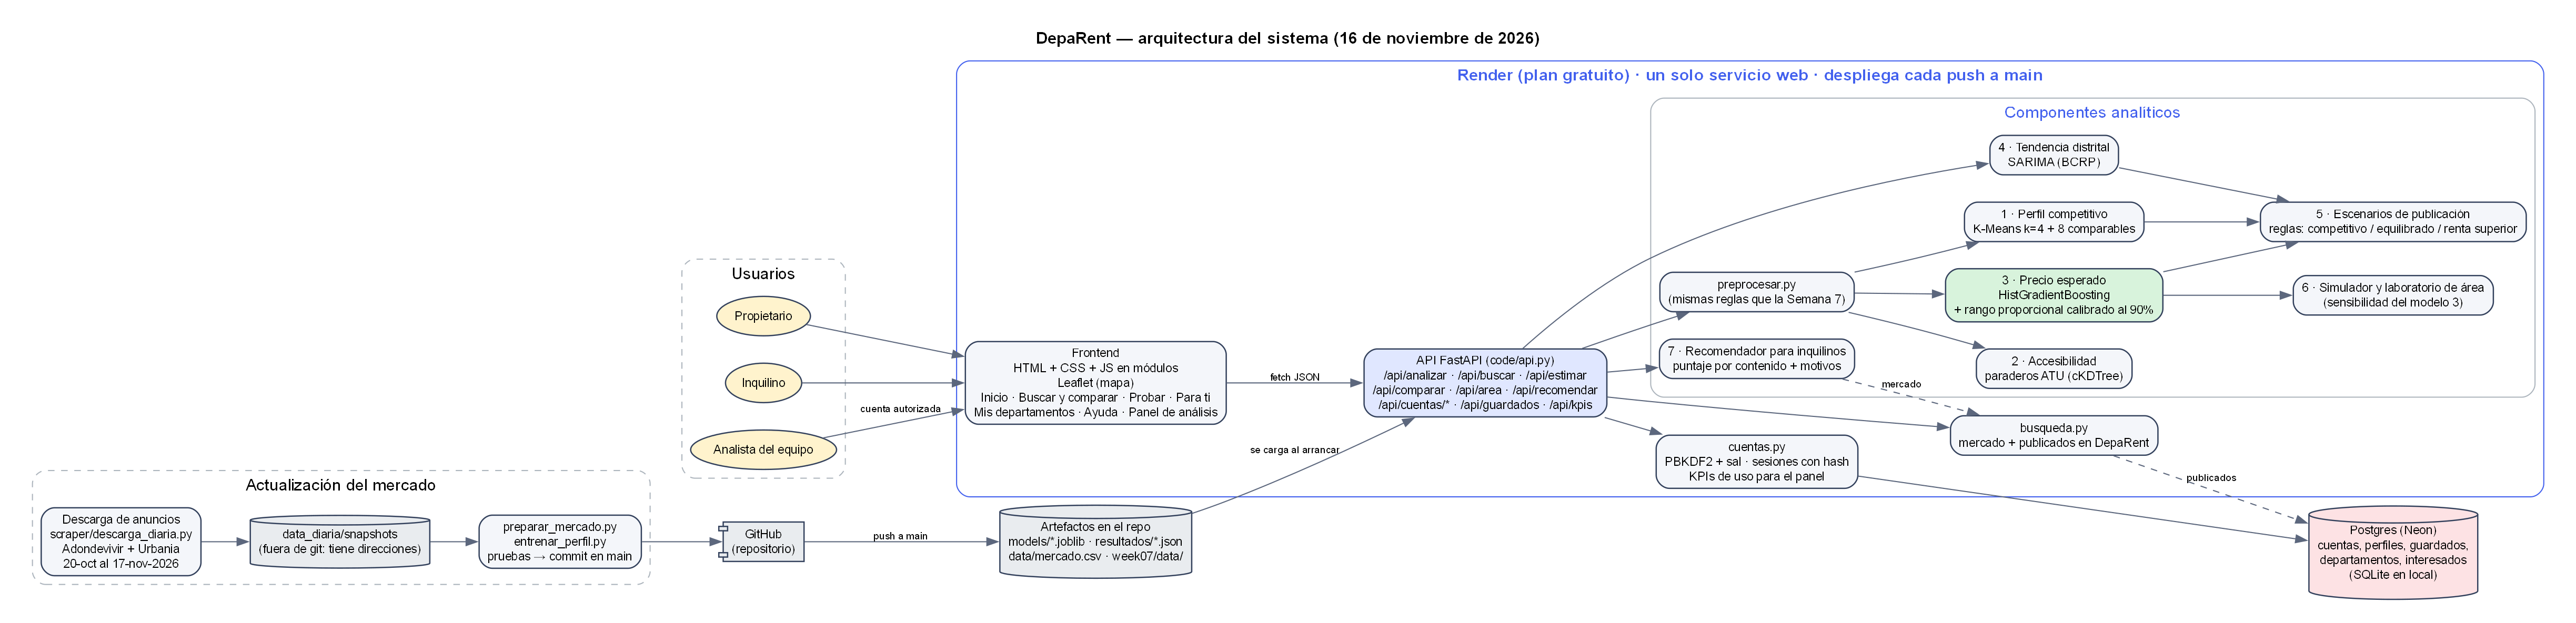 DepaRent — arquitectura del sistema (16 de noviembre de 2026)
Render (plan gratuito) · un solo servicio web · despliega cada push a main
Componentes analíticos
4 · Tendencia distrital
SARIMA (BCRP)
1 · Perfil competitivo
K-Means k=4 + 8 comparables
5 · Escenarios de publicación
reglas: competitivo / equilibrado / renta superior
preprocesar.py
(mismas reglas que la Semana 7)
3 · Precio esperado
HistGradientBoosting
+ rango proporcional calibrado al 90%
6 · Simulador y laboratorio de área
(sensibilidad del modelo 3)
7 · Recomendador para inquilinos
puntaje por contenido + motivos
2 · Accesibilidad
paraderos ATU (cKDTree)
mercado
busqueda.py
mercado + publicados en DepaRent
cuentas.py
PBKDF2 + sal · sesiones con hash
KPIs de uso para el panel
publicados
Postgres (Neon)
cuentas, perfiles, guardados,
departamentos, interesados
(SQLite en local)
Usuarios
Propietario
Inquilino
Analista del equipo
cuenta autorizada
Frontend
HTML + CSS + JS en módulos
Leaflet (mapa)
Inicio · Buscar y comparar · Probar · Para ti
Mis departamentos · Ayuda · Panel de análisis
fetch JSON
API FastAPI (code/api.py)
/api/analizar · /api/buscar · /api/estimar
/api/comparar · /api/area · /api/recomendar
/api/cuentas/* · /api/guardados · /api/kpis
se carga al arrancar
Actualización del mercado
Descarga de anuncios
scraper/descarga_diaria.py
Adondevivir + Urbania
20-oct al 17-nov-2026
data_diaria/snapshots
(fuera de git: tiene direcciones)
preparar_mercado.py
entrenar_perfil.py
pruebas → commit en main
GitHub
(repositorio)
push a main
Artefactos en el repo
models/*.joblib · resultados/*.json
data/mercado.csv · week07/data/